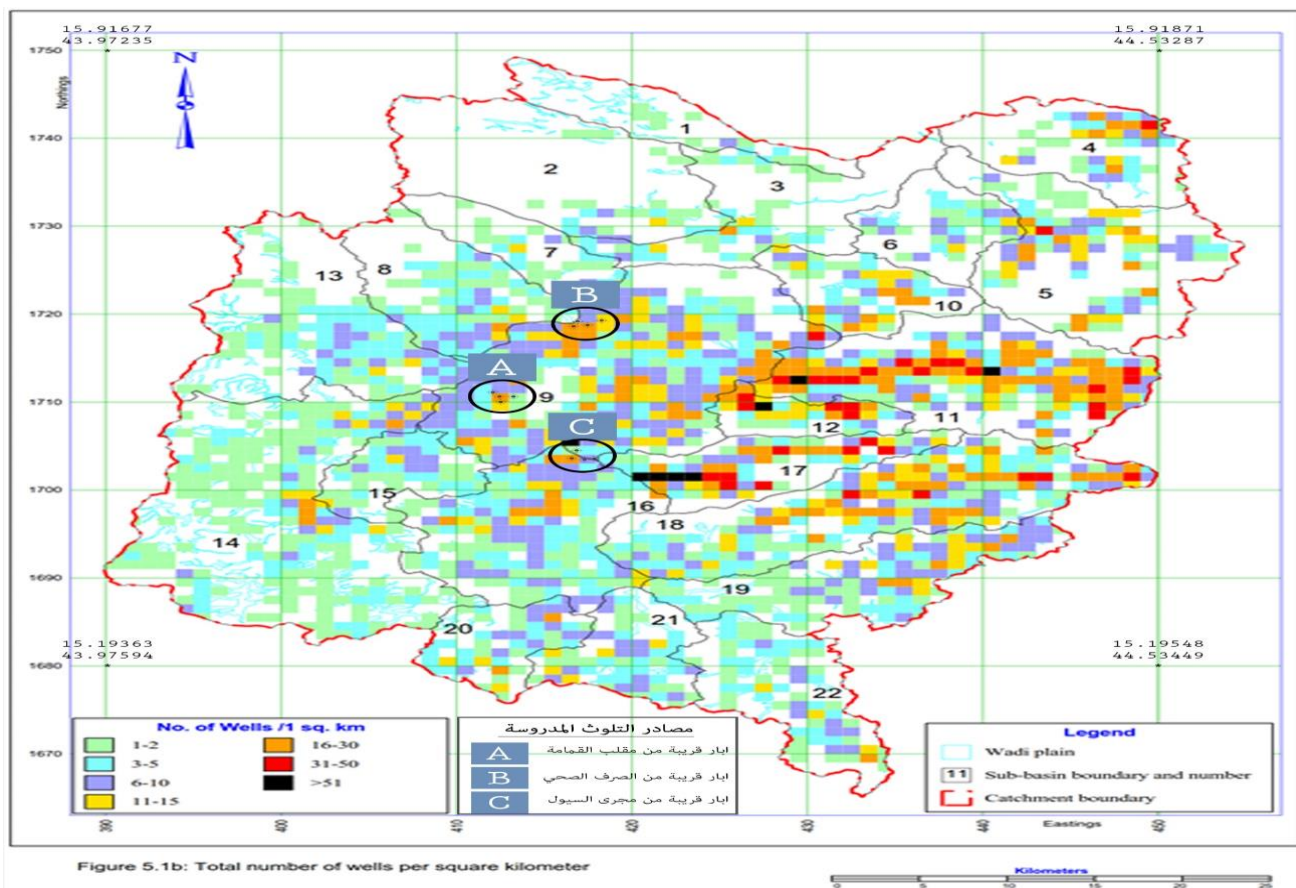 15.91677
43.97235
15.91871
44.53287
N
Northings
1750
1740
1730
1720
1710
1700
1690
1680
1670
1
2
3
4
5
6
7
8
9
10
11
12
13
14
15
16
17
18
19
20
21
22
B
A
C
15.19363
43.97594
15.19548
44.53449
No. of Wells /1 sq. km
1-2
3-5
6-10
11-15
16-30
31-50
>51
مصادر التلوث المدروسة
A ابار قريبة من مقلب القمامة
B ابار قريبة من الصرف الصحي
C ابار قريبة من مجرى السيول
Legend
Wadi plain
11 Sub-basin boundary and number
Catchment boundary
390 400 410 420 430 440 450
Eastings
Figure 5.1b: Total number of wells per square kilometer
Kilometers
0 5 10 15 20 25